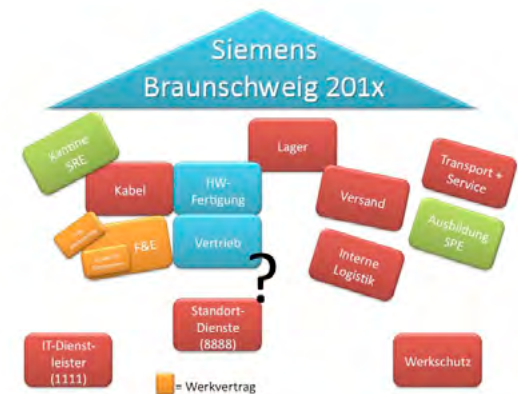 Siemens
Braunschweig 201x
Kantine
SRE
Lager
Kabel
HW-
Fertigung
Transport +
Service
Versand
Ausbildung
SPE
F&E
Vertrieb
Interne
Logistik
?
Standort-
Dienste
(8888)
IT-Dienst-
leister
(1111)
Werkschutz
= Werkvertrag